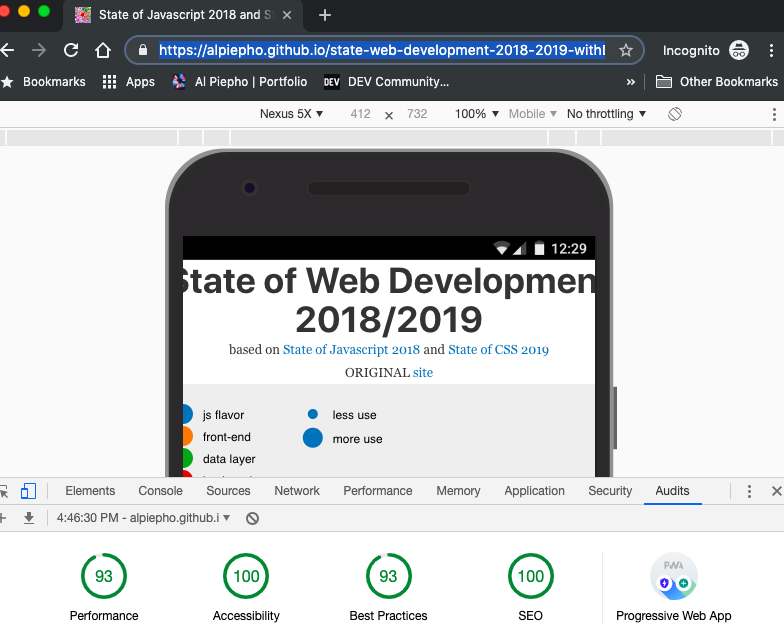 State of Javascript 2018 and S
https://alpiepho.github.io/state-web-development-2018-2019-with
Incognito
Bookmarks Apps Al Piepho | Portfolio DEV DEV Community... » Other Bookmarks
Nexus 5X 412 × 732 100% Mobile No throttling
12:29
State of Web Developmen
2018/2019
based on State of Javascript 2018 and State of CSS 2019
ORIGINAL site
js flavor less use
front-end more use
data layer
Elements Console Sources Network Performance Memory Application Security Audits
4:46:30 PM - alpiepho.github.i
93 100 93 100 PWA
Performance Accessibility Best Practices SEO Progressive Web App